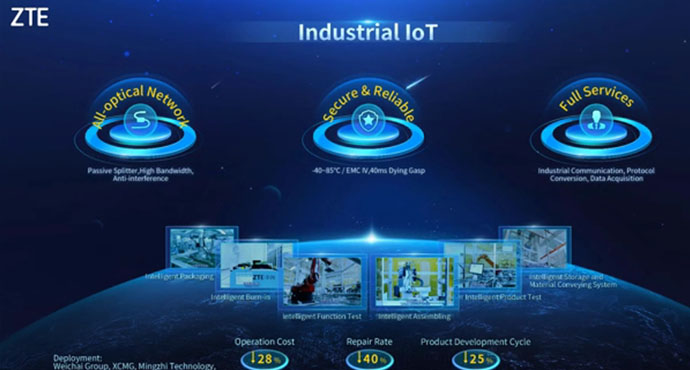 ZTE
Industrial IoT
All-optical Network
Secure & Reliable
Full Services
Passive Splitter,High Bandwidth,
Anti-interference
-40~85°C / EMC IV,40ms Dying Gasp
Industrial Communication, Protocol
Conversion, Data Acquisition
Intelligent Packaging
Intelligent Burn-in
ZTE
Intelligent Function Test
Intelligent Assembling
Intelligent Product Test
Intelligent Storage and
Material Conveying System
Operation Cost
Repair Rate
Product Development Cycle
↓28%
↓40%
↓25%
Deployment:
Weichai Group, XCMG, Mingzhi Technology,